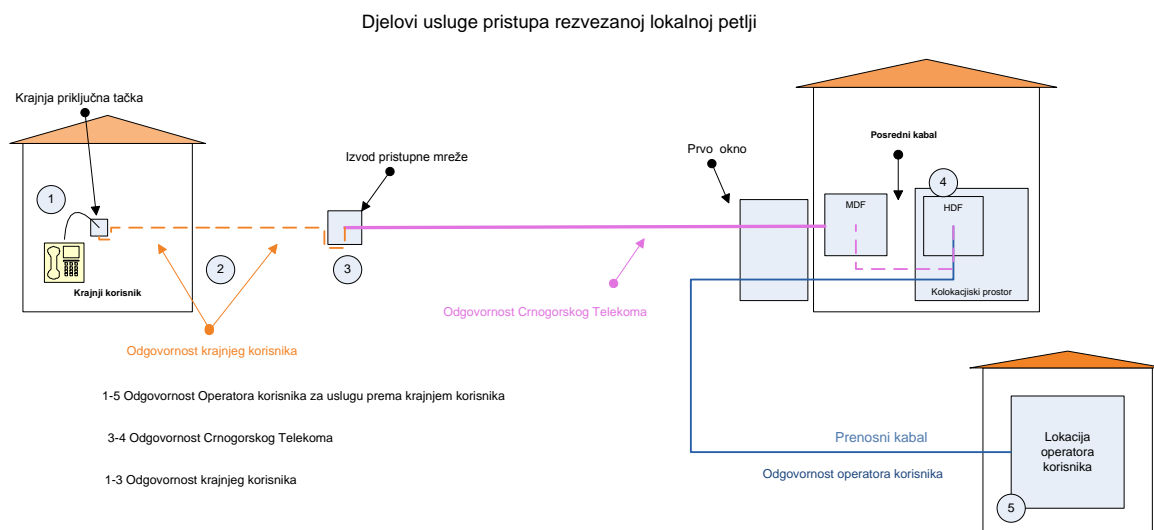 Djelovi usluge pristupa rezvezanoj lokalnoj petlji
Krajnja priključna tačka
Izvod pristupne mreže
Prvo okno
Posredni kabal
1
2
3
4
MDF
HDF
Krajnji korisnik
Kolokacjiski prostor
Odgovornost Crnogorskog Telekoma
Odgovornost krajnjeg korisnika
1-5 Odgovornost Operatora korisnika za uslugu prema krajnjem korisnika
3-4 Odgovornost Crnogorskog Telekoma
1-3 Odgovornost krajnjeg korisnika
Prenosni kabal
Odgovornost operatora korisnika
Lokacija
operatora
korisnika
5